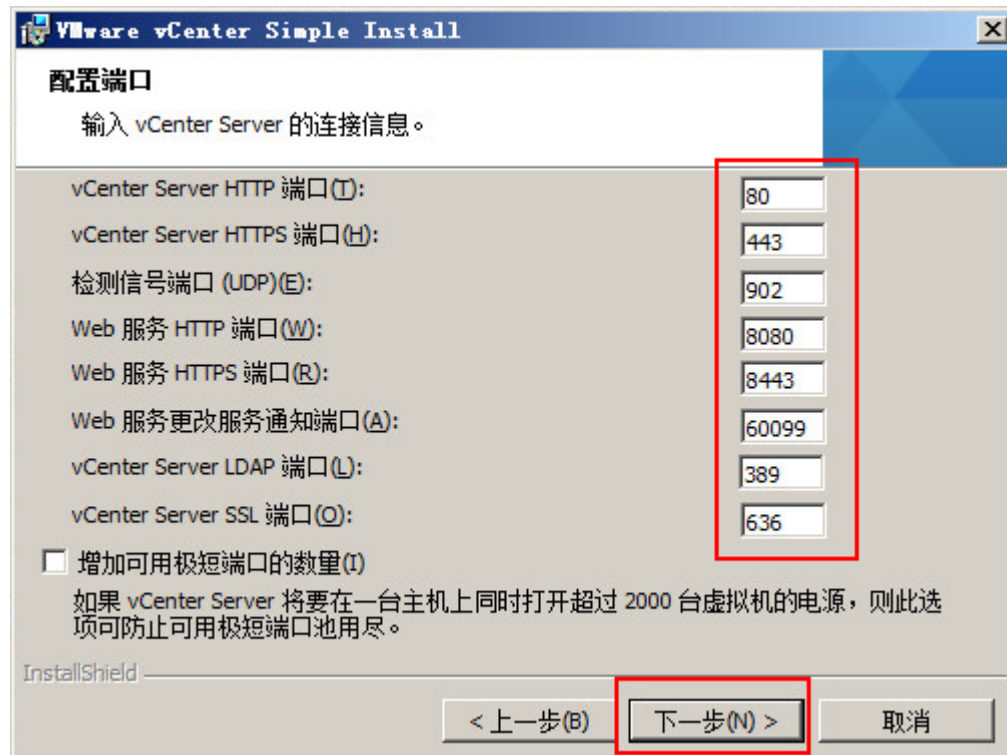 VMware vCenter Simple Install
配置端口
输入 vCenter Server 的连接信息。
vCenter Server HTTP 端口(T): 80
vCenter Server HTTPS 端口(H): 443
检测信号端口 (UDP)(E): 902
Web 服务 HTTP 端口(W): 8080
Web 服务 HTTPS 端口(R): 8443
Web 服务更改服务通知端口(A): 60099
vCenter Server LDAP 端口(L): 389
vCenter Server SSL 端口(O): 636
增加可用极短端口的数量(I)
如果 vCenter Server 将要在一台主机上同时打开超过 2000 台虚拟机的电源，则此选
项可防止可用极短端口池用尽。
InstallShield
< 上一步(B) 下一步(N) > 取消